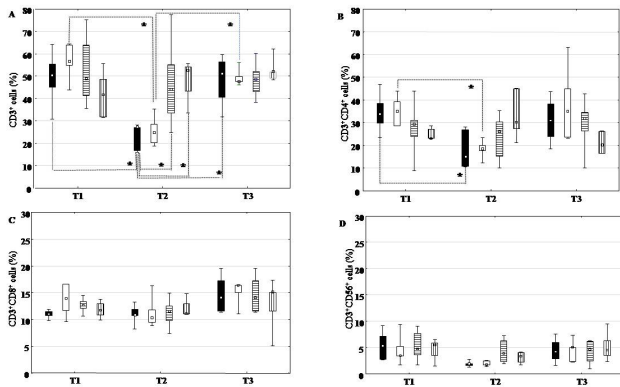 A
CD3+ cells (%)
80
70
60
50
40
30
20
10
0
* * * * * *
T1 T2 T3
B
CD3+CD4+ cells (%)
80
70
60
50
40
30
20
10
0
* *
T1 T2 T3
C
CD3+CD8+ cells (%)
30
25
20
15
10
5
0
T1 T2 T3
D
CD3+CD56+ cells (%)
30
25
20
15
10
5
0
T1 T2 T3